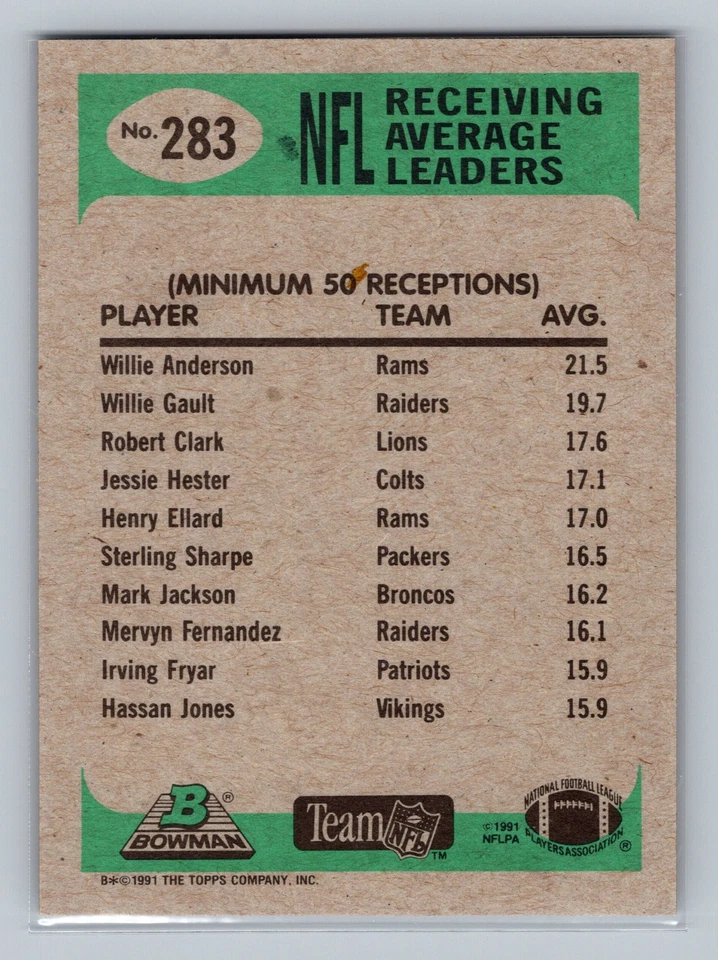 No. 283
NFL RECEIVING
AVERAGE
LEADERS
(MINIMUM 50 RECEPTIONS)
PLAYER TEAM AVG.
Willie Anderson Rams 21.5
Willie Gault Raiders 19.7
Robert Clark Lions 17.6
Jessie Hester Colts 17.1
Henry Ellard Rams 17.0
Sterling Sharpe Packers 16.5
Mark Jackson Broncos 16.2
Mervyn Fernandez Raiders 16.1
Irving Fryar Patriots 15.9
Hassan Jones Vikings 15.9
B®
BOWMAN
Team NFL™
©1991
NFLPA
NATIONAL FOOTBALL LEAGUE
PLAYERS ASSOCIATION®
B*©1991 THE TOPPS COMPANY, INC.